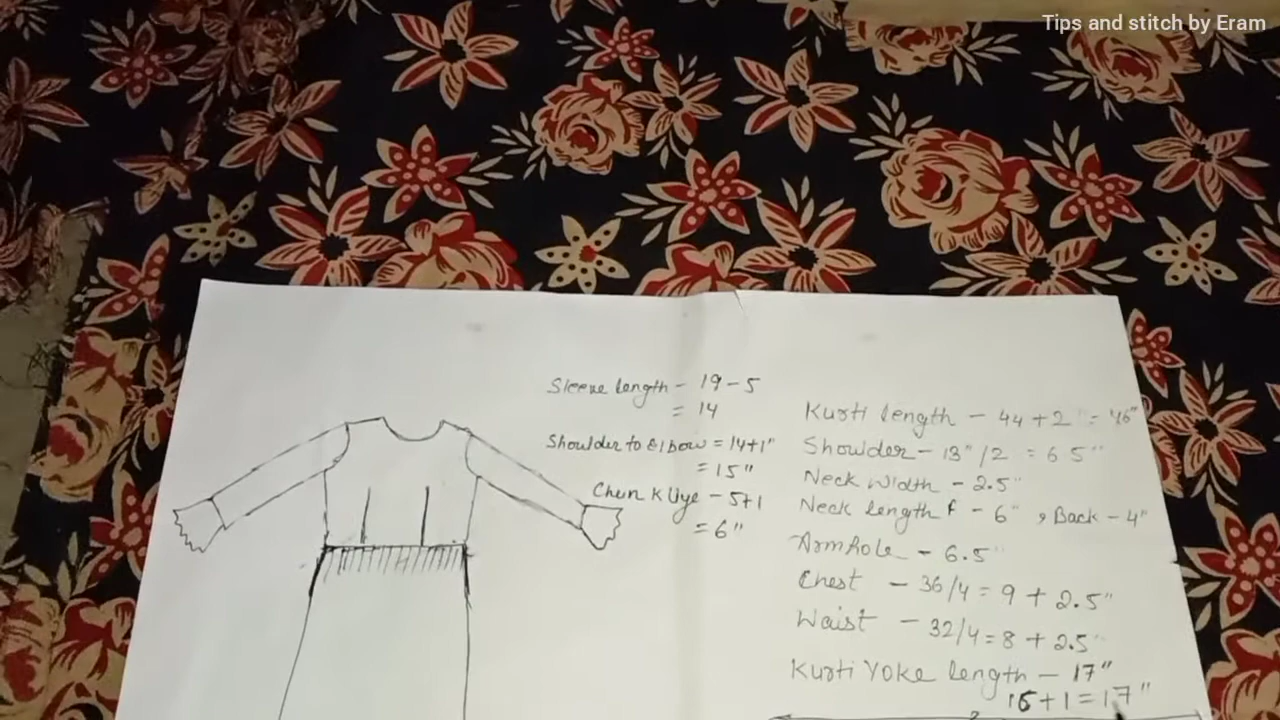 Tips and stitch by Eram
Sleeve length - 19 - 5
= 14
Shoulder to Elbow = 14+1"
= 15"
Chun K liye - 5+1
= 6"
Kurti length - 44 + 2" = 46"
Shoulder - 13"/2 = 6.5"
Neck Width - 2.5"
Neck length f - 6", Back - 4"
Armhole - 6.5"
Chest - 36/4 = 9 + 2.5"
Waist - 32/4 = 8 + 2.5"
Kurti Yoke length - 17"
16+1 = 17"